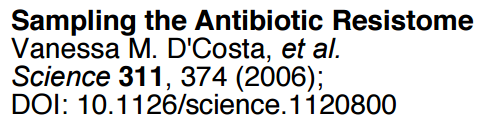 Sampling the Antibiotic Resistome
Vanessa M. D'Costa, et al.
Science 311, 374 (2006);
DOI: 10.1126/science.1120800